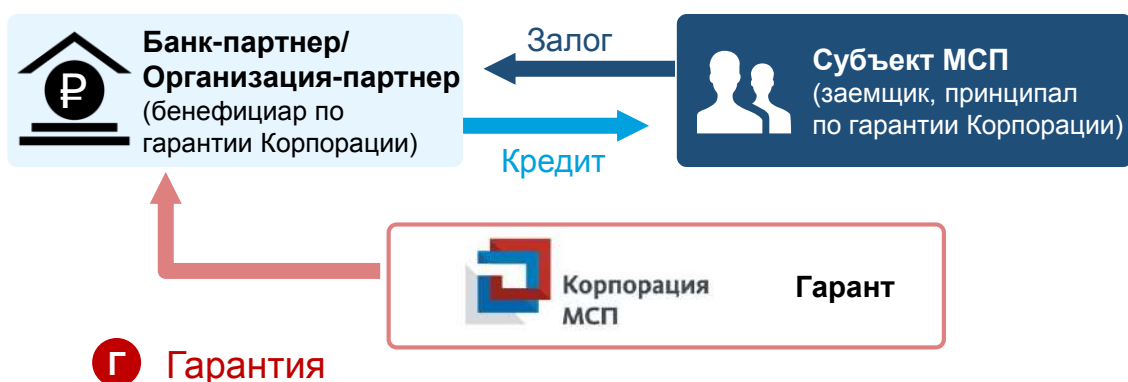 Банк-партнер/
Организация-партнер
(бенефициар по
гарантии Корпорации)
Залог
Кредит
Субъект МСП
(заемщик, принципал
по гарантии Корпорации)
Корпорация
МСП
Гарант
Г Гарантия